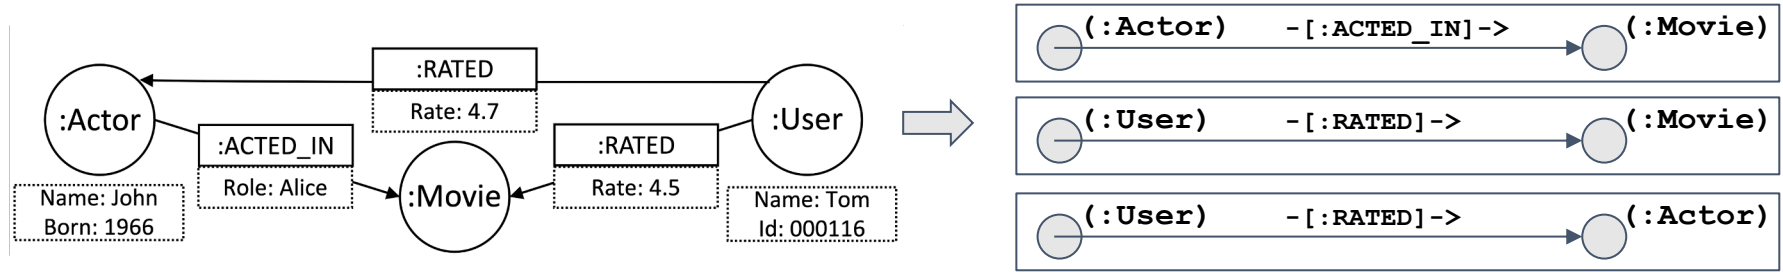 :RATED
Rate: 4.7
:Actor
:User
:ACTED_IN
Role: Alice
:RATED
Rate: 4.5
:Movie
Name: John
Born: 1966
Name: Tom
Id: 000116
(:Actor) -[:ACTED_IN]-> (:Movie)
(:User) -[:RATED]-> (:Movie)
(:User) -[:RATED]-> (:Actor)